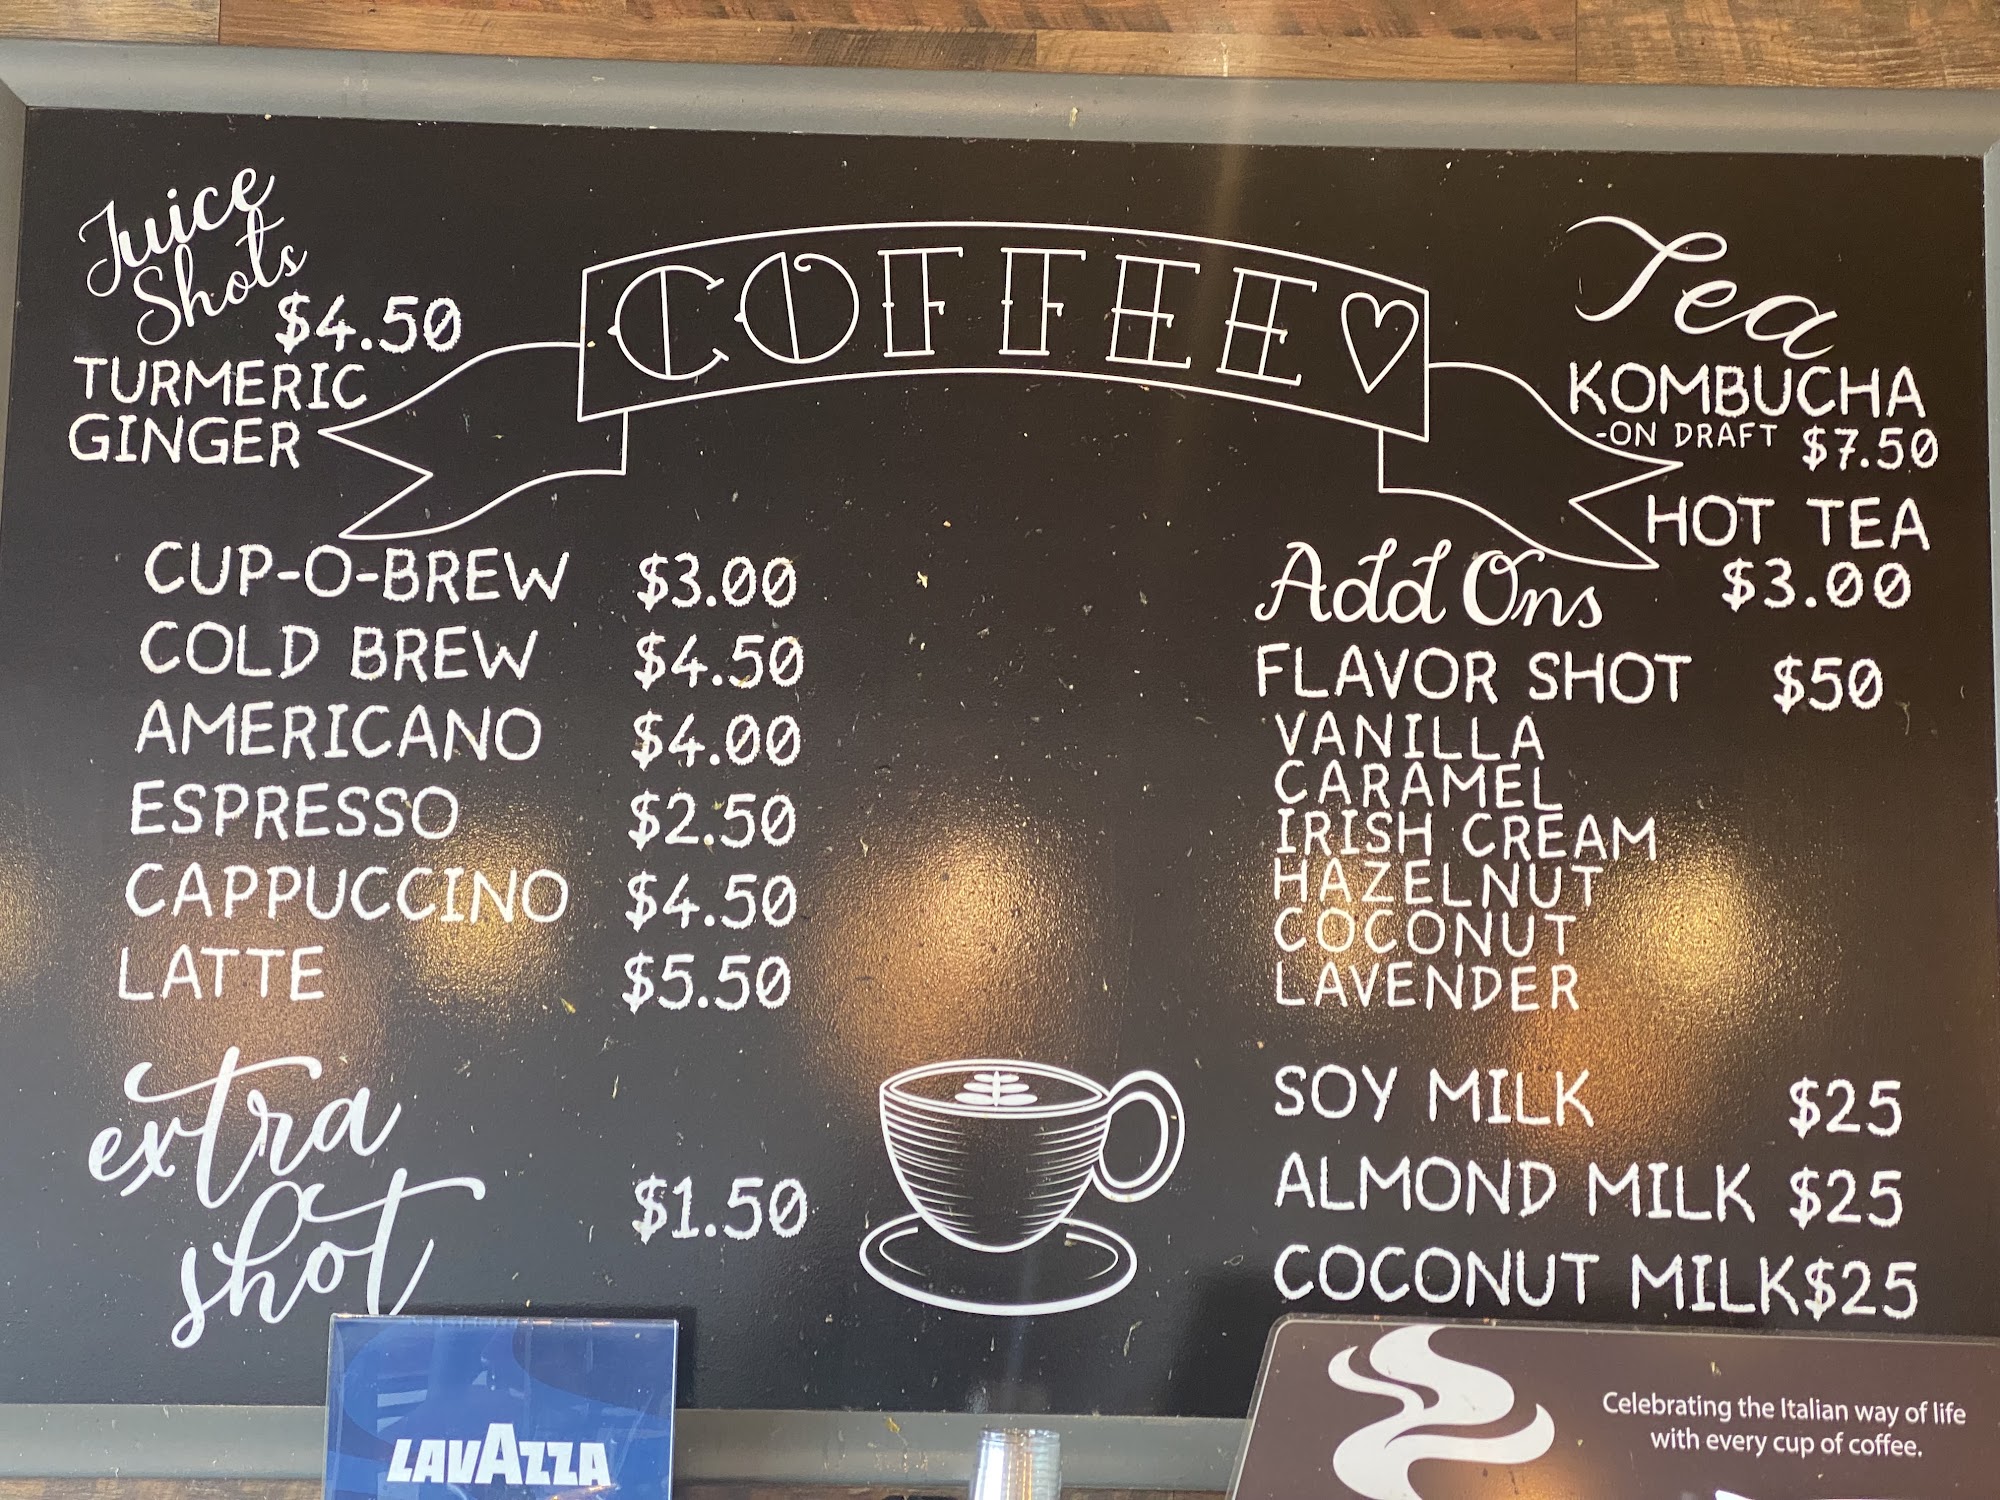 Juice
Shots
$4.50
TURMERIC
GINGER
COFFEE
Tea
KOMBUCHA
-ON DRAFT $7.50
HOT TEA
$3.00
CUP-O-BREW $3.00
COLD BREW $4.50
AMERICANO $4.00
ESPRESSO $2.50
CAPPUCCINO $4.50
LATTE $5.50
extra
shot
$1.50
Add Ons
FLAVOR SHOT $50
VANILLA
CARAMEL
IRISH CREAM
HAZELNUT
COCONUT
LAVENDER
SOY MILK $25
ALMOND MILK $25
COCONUT MILK $25
LAVAZZA
Celebrating the Italian way of life
with every cup of coffee.